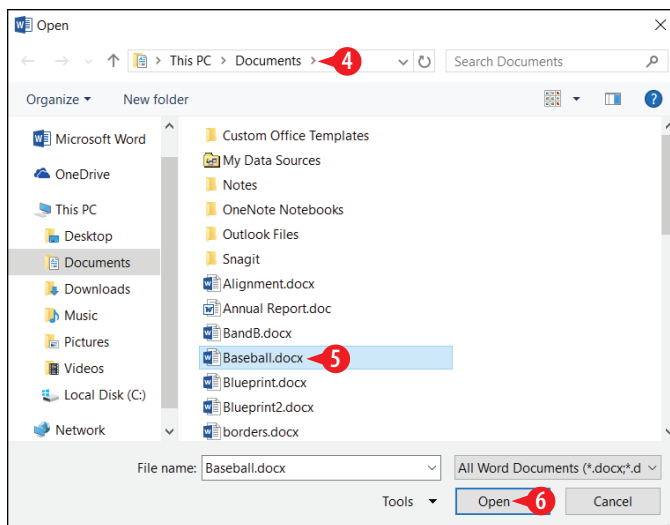 Open
This PC > Documents > 4
Search Documents
Organize
New folder
Microsoft Word
OneDrive
This PC
Desktop
Documents
Downloads
Music
Pictures
Videos
Local Disk (C:)
Network
Custom Office Templates
My Data Sources
Notes
OneNote Notebooks
Outlook Files
Snagit
Alignment.docx
Annual Report.doc
BandB.docx
Baseball.docx 5
Blueprint.docx
Blueprint2.docx
borders.docx
File name: Baseball.docx
All Word Documents (*.docx;*.d
Tools
Open 6
Cancel